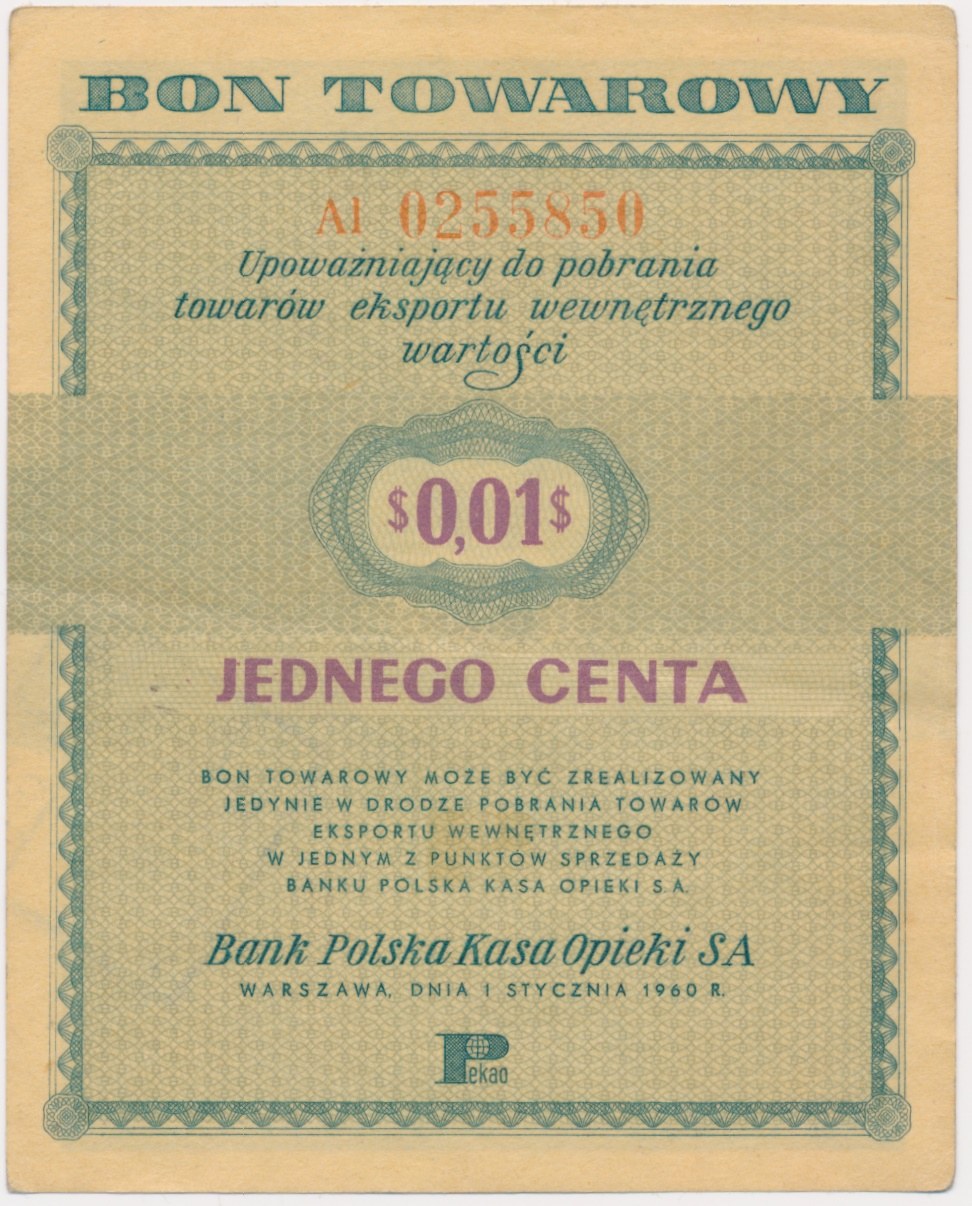 BON TOWAROWY
Al 0255850
Upoważniający do pobrania
towarów eksportu wewnętrznego
wartości
$0,01$
JEDNEGO CENTA
BON TOWAROWY MOŻE BYĆ ZREALIZOWANY
JEDYNIE W DRODZE POBRANIA TOWARÓW
EKSPORTU WEWNĘTRZNEGO
W JEDNYM Z PUNKTÓW SPRZEDAŻY
BANKU POLSKA KASA OPIEKI S.A.
Bank Polska Kasa Opieki SA
WARSZAWA, DNIA 1 STYCZNIA 1960 R.
Pekao